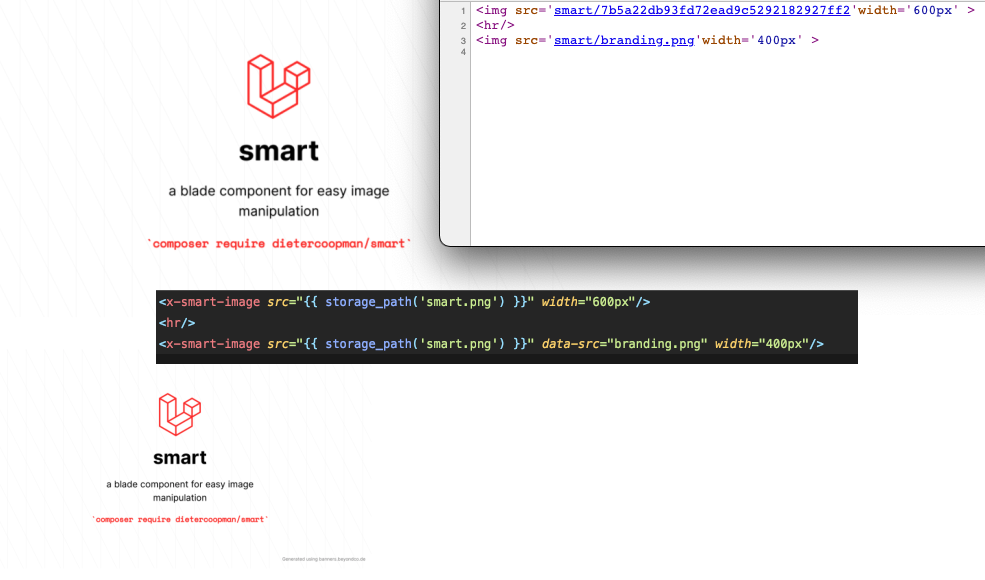 1 <img src='smart/7b5a22db93fd72ead9c5292182927ff2'width='600px' >
2 <hr/>
3 <img src='smart/branding.png'width='400px' >
4
smart
a blade component for easy image
manipulation
`composer require dietercoopman/smart`
<x-smart-image src="{{ storage_path('smart.png') }}" width="600px"/>
<hr/>
<x-smart-image src="{{ storage_path('smart.png') }}" data-src="branding.png" width="400px"/>
smart
a blade component for easy image
manipulation
`composer require dietercoopman/smart`
Generated using banners.beyondco.de